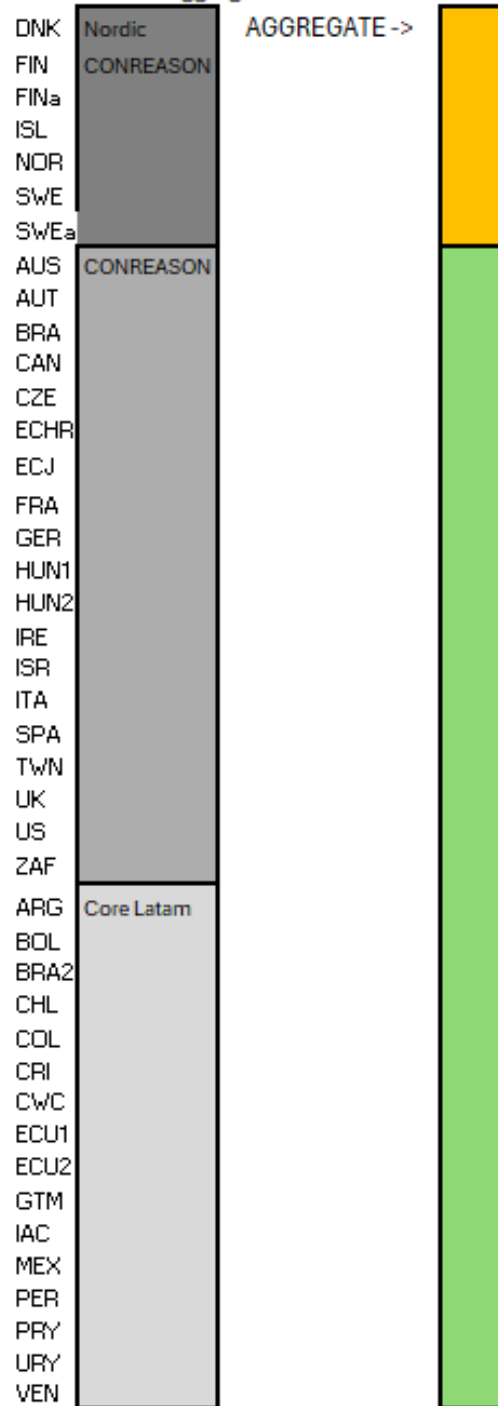 DNK Nordic AGGREGATE ->
FIN CONREASON
FINa
ISL
NOR
SWE
SWEa
AUS CONREASON
AUT
BRA
CAN
CZE
ECHR
ECJ
FRA
GER
HUN1
HUN2
IRE
ISR
ITA
SPA
TWN
UK
US
ZAF
ARG Core Latam
BOL
BRA2
CHL
COL
CRI
CWC
ECU1
ECU2
GTM
IAC
MEX
PER
PRY
URY
VEN